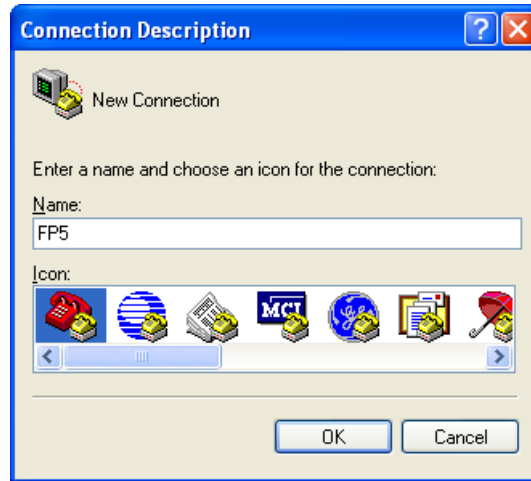 Connection Description
New Connection
Enter a name and choose an icon for the connection:
Name:
FP5
Icon:
MCI
OK Cancel